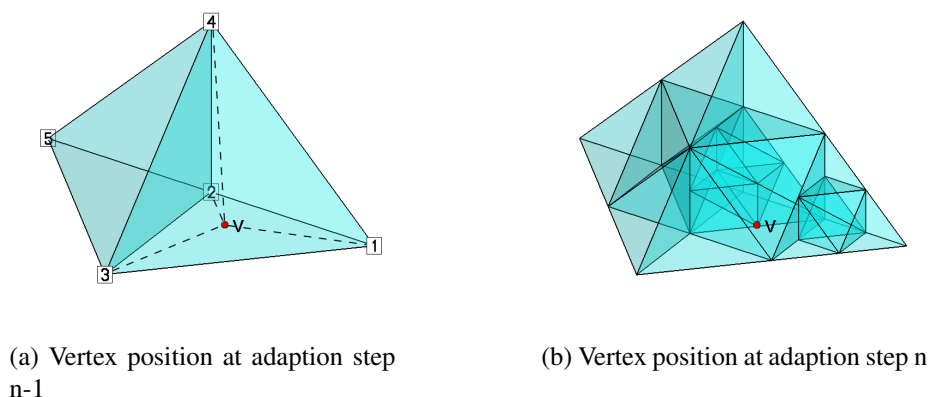 4
5
2
V
1
3
V
(a) Vertex position at adaption step
n-1
(b) Vertex position at adaption step n